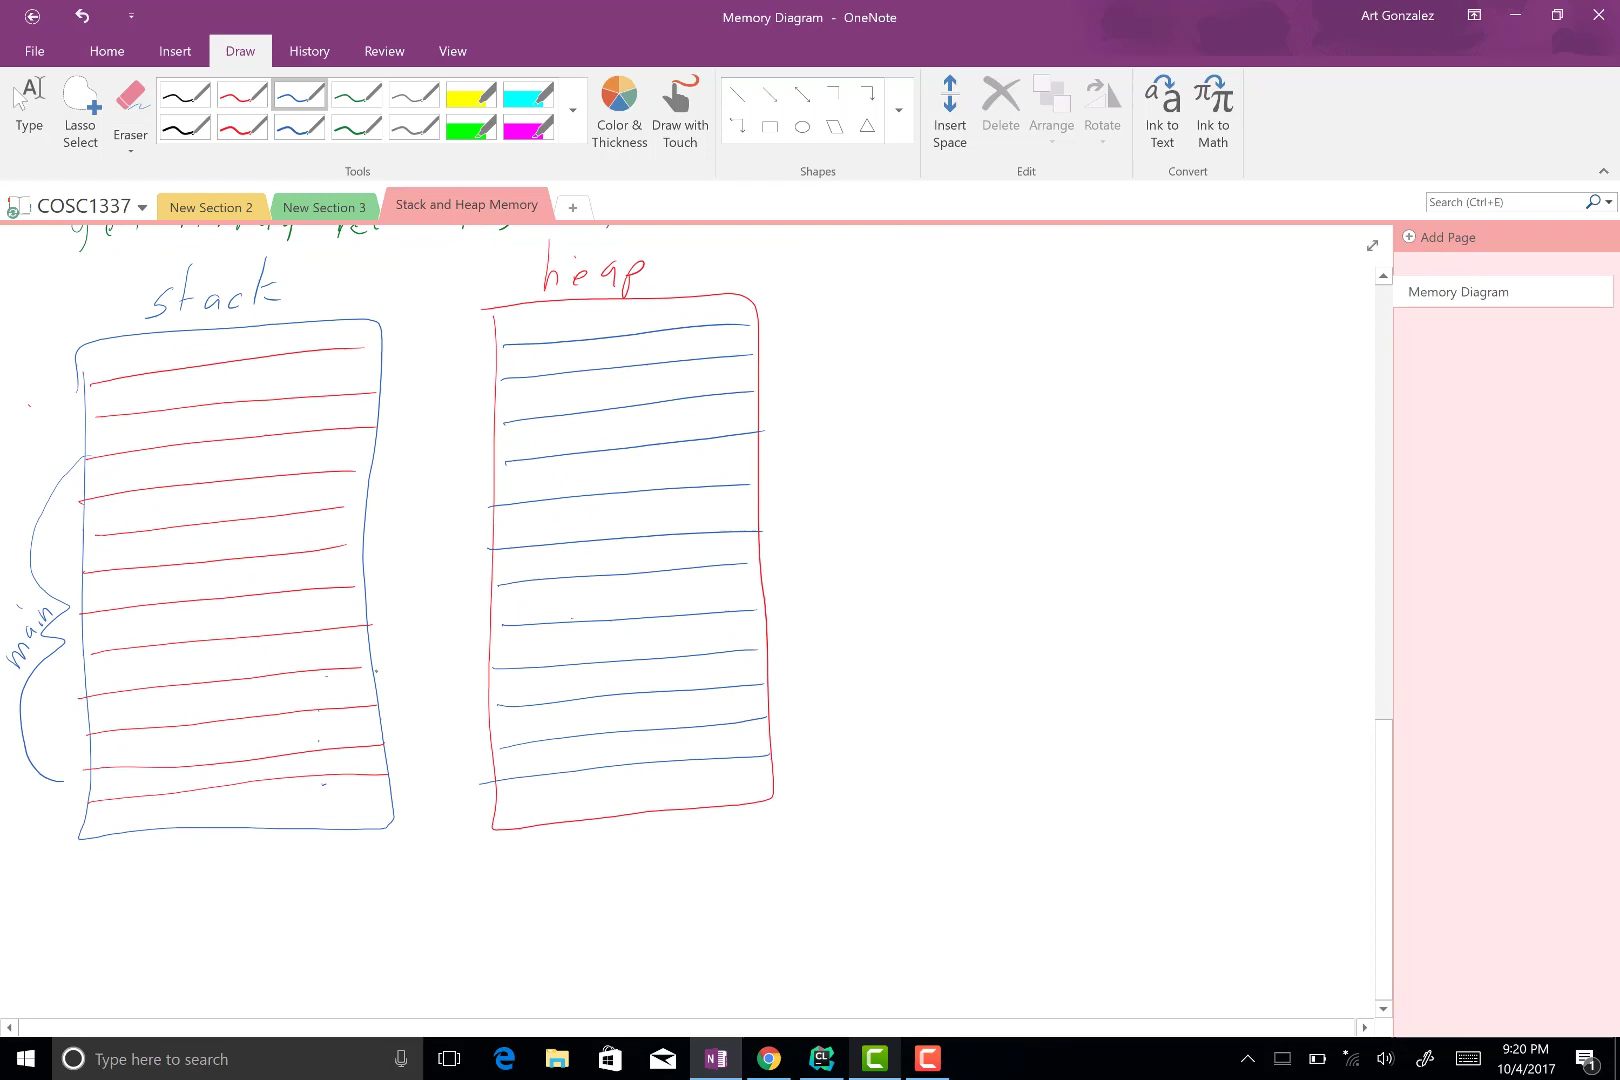 Memory Diagram - OneNote
Art Gonzalez
File Home Insert Draw History Review View
Type
Lasso Select
Eraser
Color & Thickness
Draw with Touch
Insert Space
Delete
Arrange
Rotate
Ink to Text
Ink to Math
Tools
Shapes
Edit
Convert
COSC1337
New Section 2
New Section 3
Stack and Heap Memory
Search (Ctrl+E)
Add Page
Memory Diagram
stack
heap
main
Type here to search
9:20 PM
10/4/2017
1